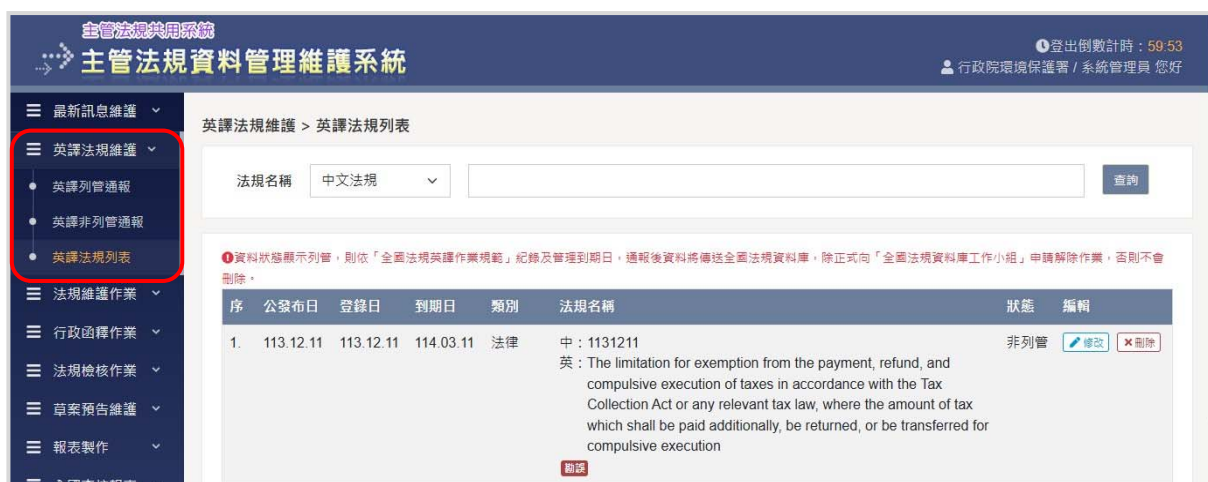 主管法規共用系統
主管法規資料管理維護系統
登出倒數計時：59:53
行政院環境保護署 / 系統管理員 您好
最新訊息維護
英譯法規維護
英譯列管通報
英譯非列管通報
英譯法規列表
法規維護作業
行政函釋作業
法規檢核作業
草案預告維護
報表製作
英譯法規維護 > 英譯法規列表
法規名稱 中文法規 查詢
資料狀態顯示列管，則依「全國法規英譯作業規範」紀錄及管理到期日，通報後資料將傳送全國法規資料庫，除正式向「全國法規資料庫工作小組」申請解除作業，否則不會
刪除。
序 公發布日 登錄日 到期日 類別 法規名稱 狀態 編輯
1. 113.12.11 113.12.11 114.03.11 法律 中：1131211 非列管 修改 刪除
英：The limitation for exemption from the payment, refund, and
compulsive execution of taxes in accordance with the Tax
Collection Act or any relevant tax law, where the amount of tax
which shall be paid additionally, be returned, or be transferred for
compulsive execution
勘誤